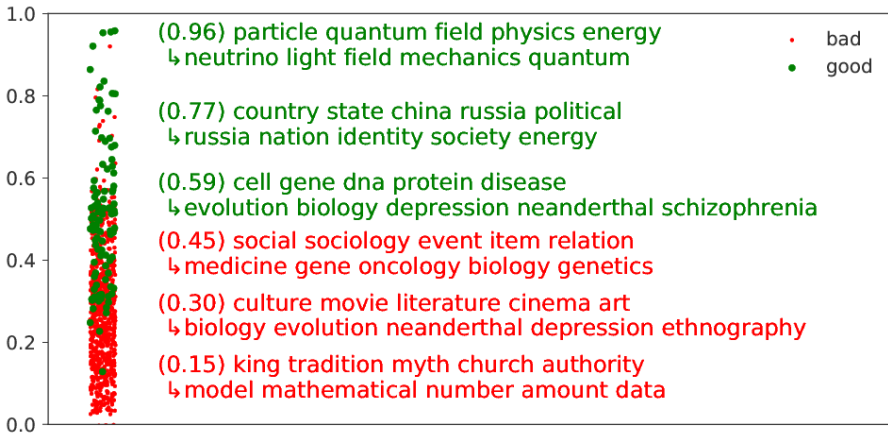 1.0
0.8
0.6
0.4
0.2
0.0
(0.96) particle quantum field physics energy
↳neutrino light field mechanics quantum
(0.77) country state china russia political
↳russia nation identity society energy
(0.59) cell gene dna protein disease
↳evolution biology depression neanderthal schizophrenia
(0.45) social sociology event item relation
↳medicine gene oncology biology genetics
(0.30) culture movie literature cinema art
↳biology evolution neanderthal depression ethnography
(0.15) king tradition myth church authority
↳model mathematical number amount data
bad
good